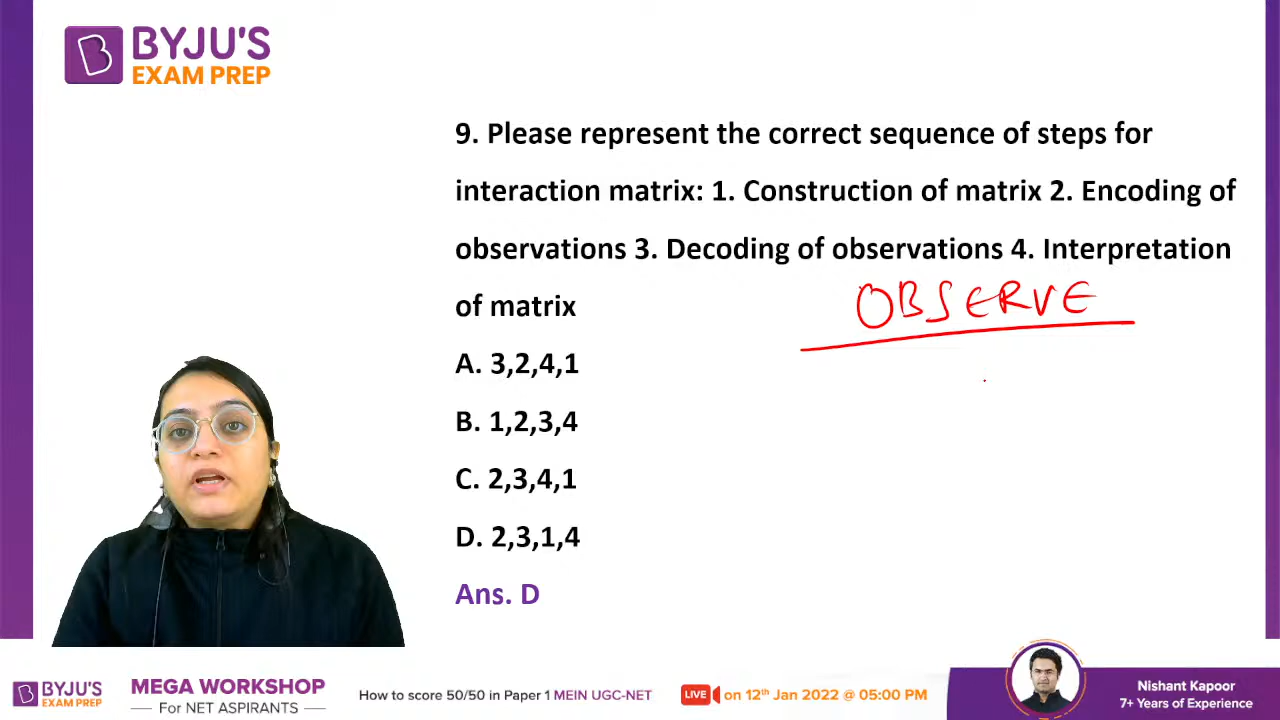 BYJU'S
EXAM PREP
9. Please represent the correct sequence of steps for
interaction matrix: 1. Construction of matrix 2. Encoding of
observations 3. Decoding of observations 4. Interpretation
of matrix
OBSERVE
A. 3,2,4,1
B. 1,2,3,4
C. 2,3,4,1
D. 2,3,1,4
Ans. D
BYJU'S
EXAM PREP
MEGA WORKSHOP
For NET ASPIRANTS
How to score 50/50 in Paper 1 MEIN UGC-NET
LIVE on 12th Jan 2022 @ 05:00 PM
Nishant Kapoor
7+ Years of Experience